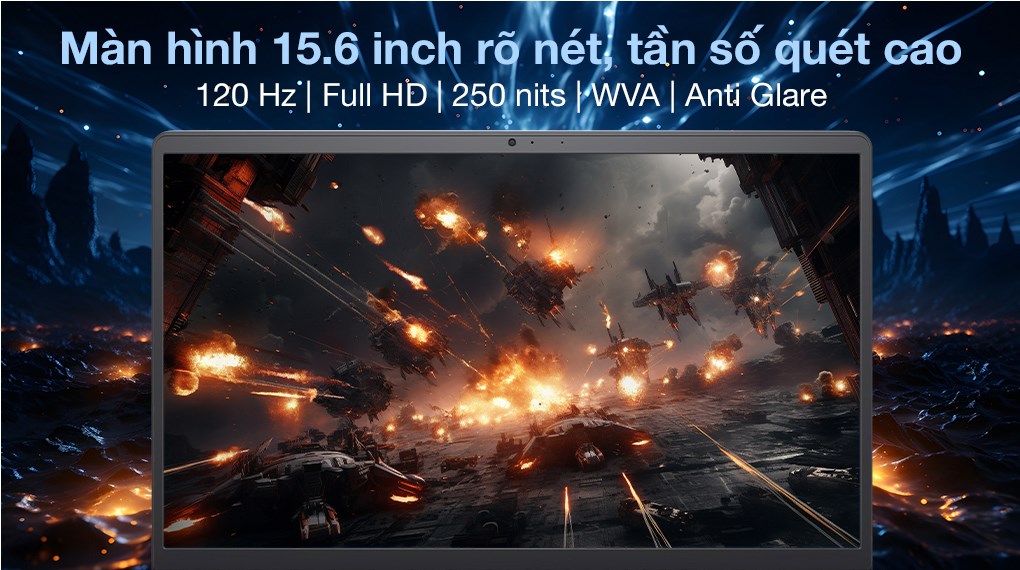 Màn hình 15.6 inch rõ nét, tần số quét cao
120 Hz | Full HD | 250 nits | WVA | Anti Glare